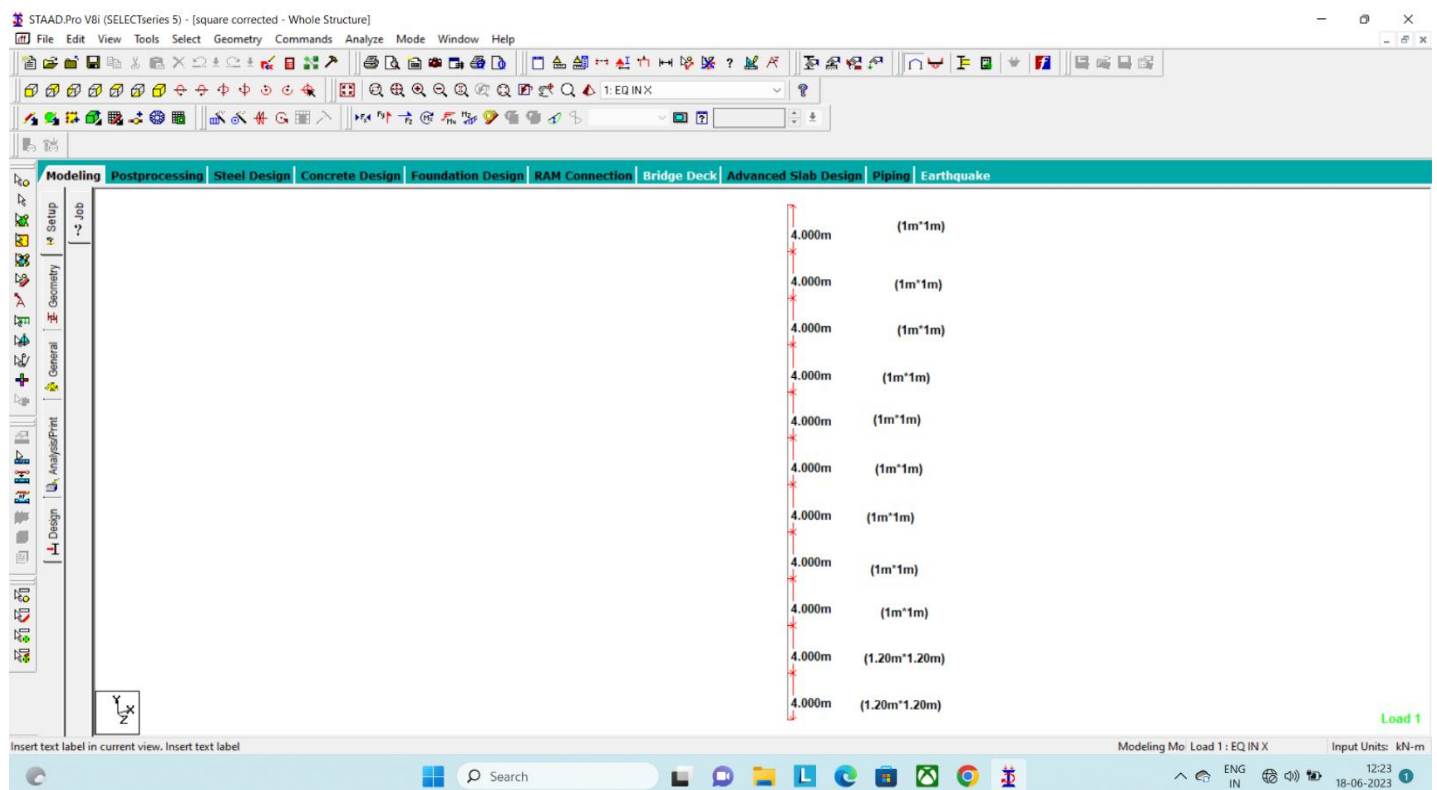 STAAD.Pro V8i (SELECTseries 5) - [square corrected - Whole Structure]
File Edit View Tools Select Geometry Commands Analyze Mode Window Help
1: EQ IN X
Modeling Postprocessing Steel Design Concrete Design Foundation Design RAM Connection Bridge Deck Advanced Slab Design Piping Earthquake
Setup
Geometry
General
Analysis/Print
Design
Job
4.000m (1m*1m)
4.000m (1m*1m)
4.000m (1m*1m)
4.000m (1m*1m)
4.000m (1m*1m)
4.000m (1m*1m)
4.000m (1m*1m)
4.000m (1m*1m)
4.000m (1m*1m)
4.000m (1.20m*1.20m)
4.000m (1.20m*1.20m)
Y
X
Z
Load 1
Insert text label in current view. Insert text label
Modeling Mo Load 1 : EQ IN X Input Units: kN-m
Search
ENG
IN
12:23
18-06-2023
1